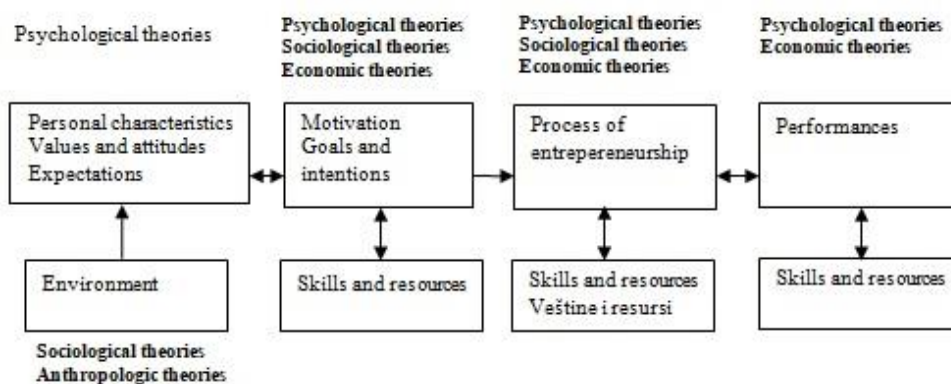 Psychological theories
Psychological theories
Sociological theories
Economic theories
Psychological theories
Sociological theories
Economic theories
Psychological theories
Economic theories
Personal characteristics
Values and attitudes
Expectations
Motivation
Goals and
intentions
Process of
entrepereneurship
Performances
Environment
Skills and resources
Skills and resources
Veštine i resursi
Skills and resources
Sociological theories
Anthropologic theories